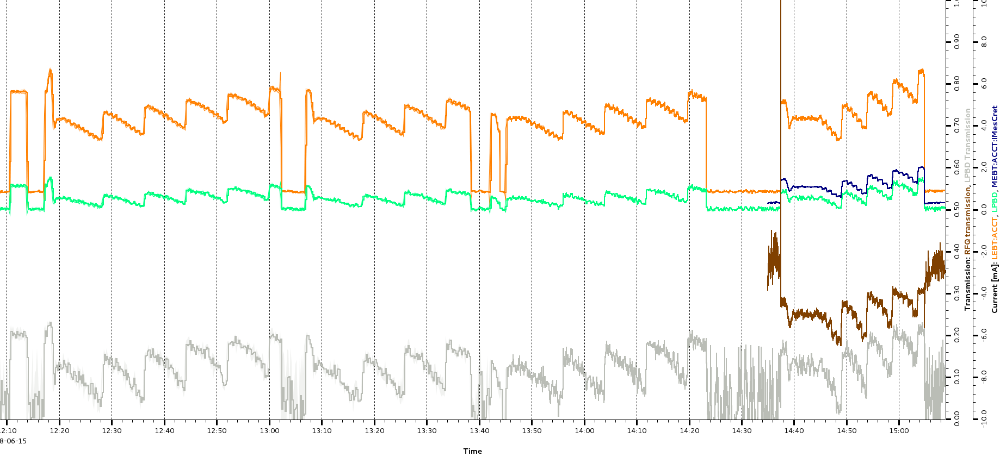 12:10 12:20 12:30 12:40 12:50 13:00 13:10 13:20 13:30 13:40 13:50 14:00 14:10 14:20 14:30 14:40 14:50 15:00
8-06-15
Time
0.00 0.10 0.20 0.30 0.40 0.50 0.60 0.70 0.80 0.90 1.0
Transmission: RFQ transmission, LPBD Transmission
-10.0 -8.0 -6.0 -4.0 -2.0 0.0 2.0 4.0 6.0 8.0 10
Current [mA]: LEBT:ACCT, LPBD, MEBT:ACCT:IMesCret